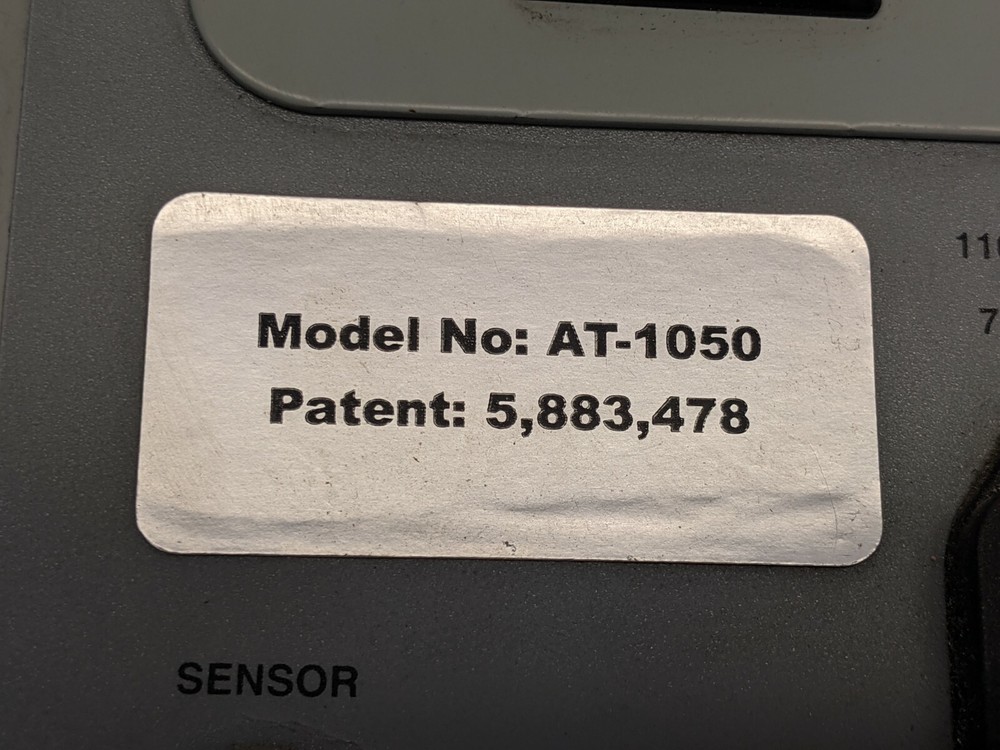 Model No: AT-1050
Patent: 5,883,478
SENSOR